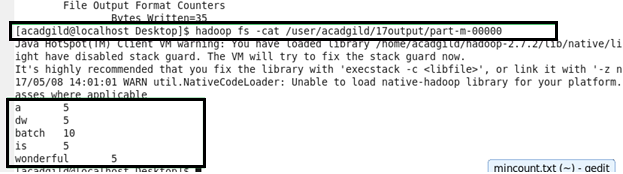 File Output Format Counters
Bytes Written=35
[acadgild@localhost Desktop]$ hadoop fs -cat /user/acadgild/17output/part-m-00000
Java HotSpot(TM) Client VM warning: You have loaded library /home/acadgild/hadoop-2.7.2/lib/native/li
ight have disabled stack guard. The VM will try to fix the stack guard now.
It's highly recommended that you fix the library with 'execstack -c <libfile>', or link it with '-z n
17/05/08 14:01:01 WARN util.NativeCodeLoader: Unable to load native-hadoop library for your platform.
asses where applicable
a 5
dw 5
batch 10
is 5
wonderful 5
[acadgild@localhost Desktop]$
mincount.txt (~) - gedit